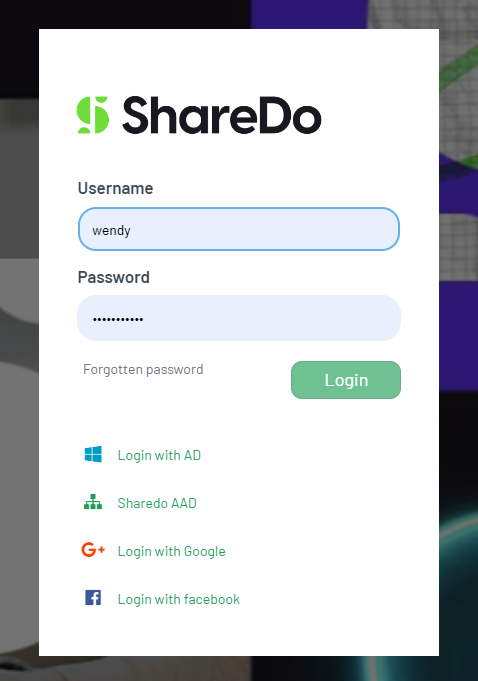 ShareDo
Username
wendy
Password
•••••••••••
Forgotten password
Login
Login with AD
Sharedo AAD
Login with Google
Login with facebook